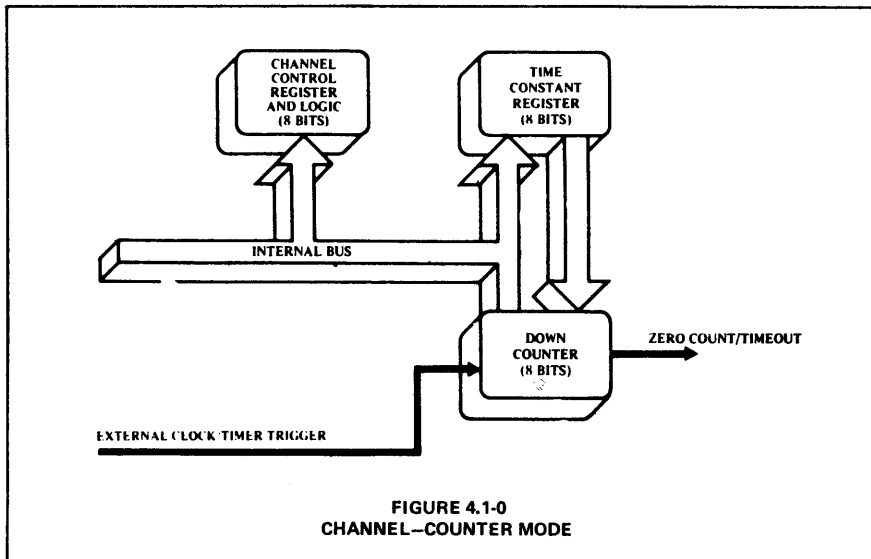 CHANNEL
CONTROL
REGISTER
AND LOGIC
(8 BITS)
TIME
CONSTANT
REGISTER
(8 BITS)
INTERNAL BUS
DOWN
COUNTER
(8 BITS)
ZERO COUNT/TIMEOUT
EXTERNAL CLOCK/TIMER TRIGGER
FIGURE 4.1-0
CHANNEL—COUNTER MODE